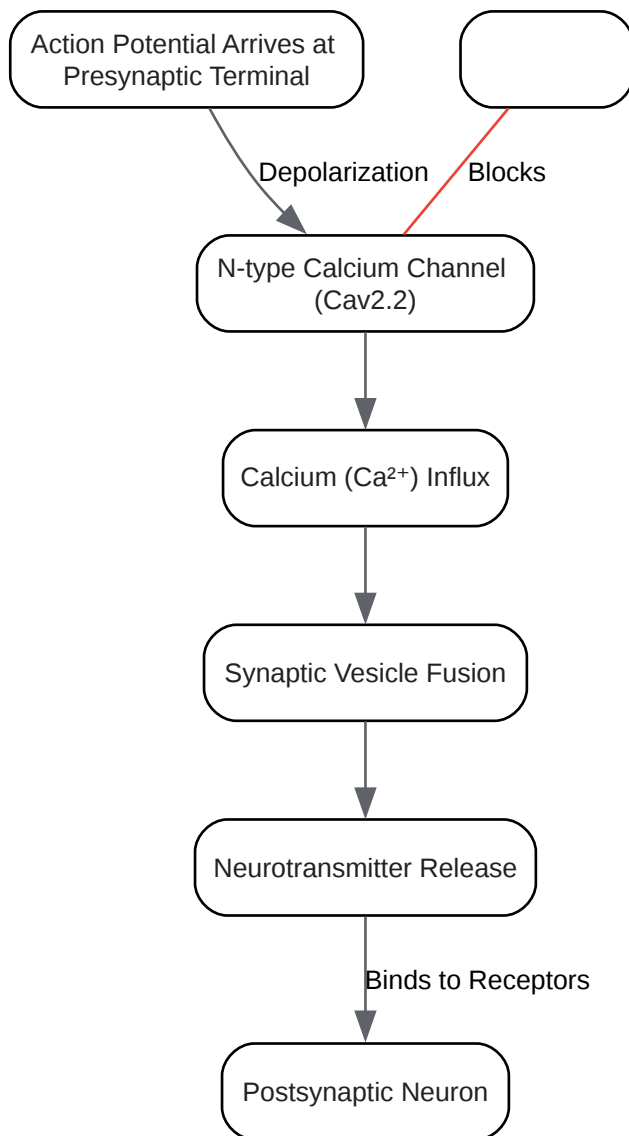 Action Potential Arrives at
Presynaptic Terminal
Depolarization
Blocks
N-type Calcium Channel
(Cav2.2)
Calcium (Ca²⁺) Influx
Synaptic Vesicle Fusion
Neurotransmitter Release
Binds to Receptors
Postsynaptic Neuron